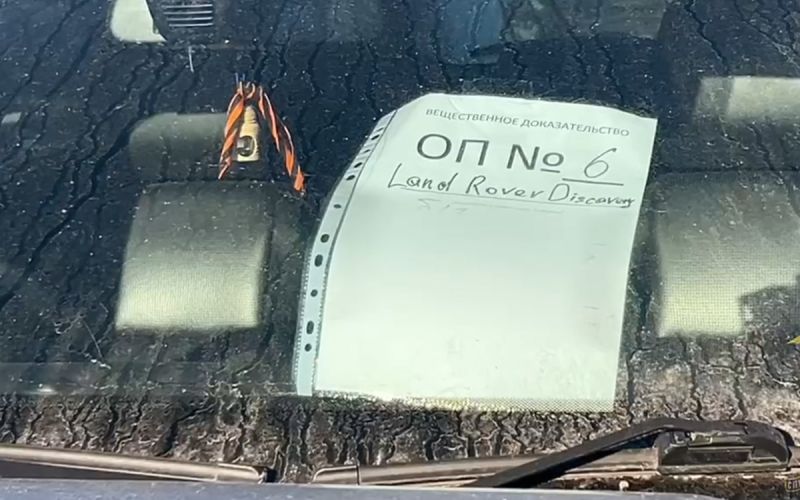 ВЕЩЕСТВЕННОЕ ДОКАЗАТЕЛЬСТВО
ОП № 6
Land Rover Discovery